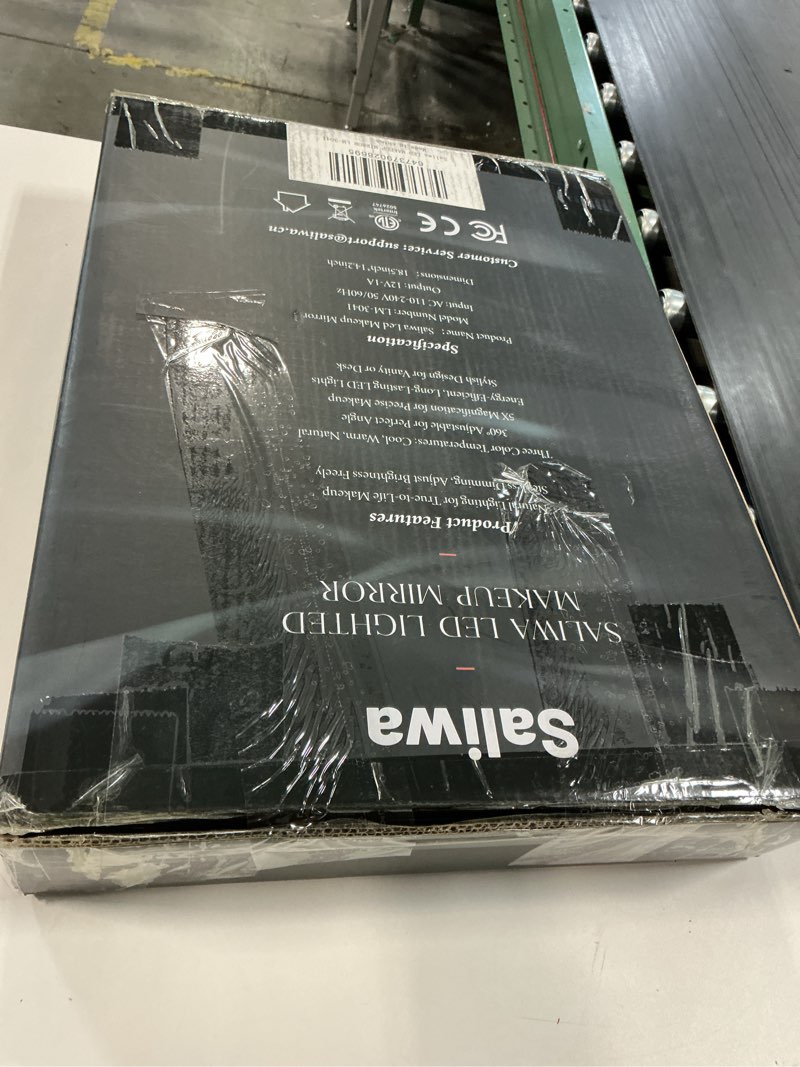 Saliwa
SALIWA LED LIGHTED
MAKEUP MIRROR
Product Features
Natural Lighting for True-to-Life Makeup
Stepless Dimming, Adjust Brightness Freely
Three Color Temperatures: Cool, Warm, Natural
360° Adjustable for Perfect Angle
5X Magnification for Precise Makeup
Energy Efficient, Long-Lasting LED Lights
Stylish Design for Vanity or Desk
Specification
Product Name: Saliwa Led Makeup Mirror
Model Number: LM-3041
Input: AC 110-240V 50/60Hz
Output: 12V-1A
Dimensions: 18.5inch*14.2inch
Customer Service: support@saliwa.cn
FC CE
Intertek